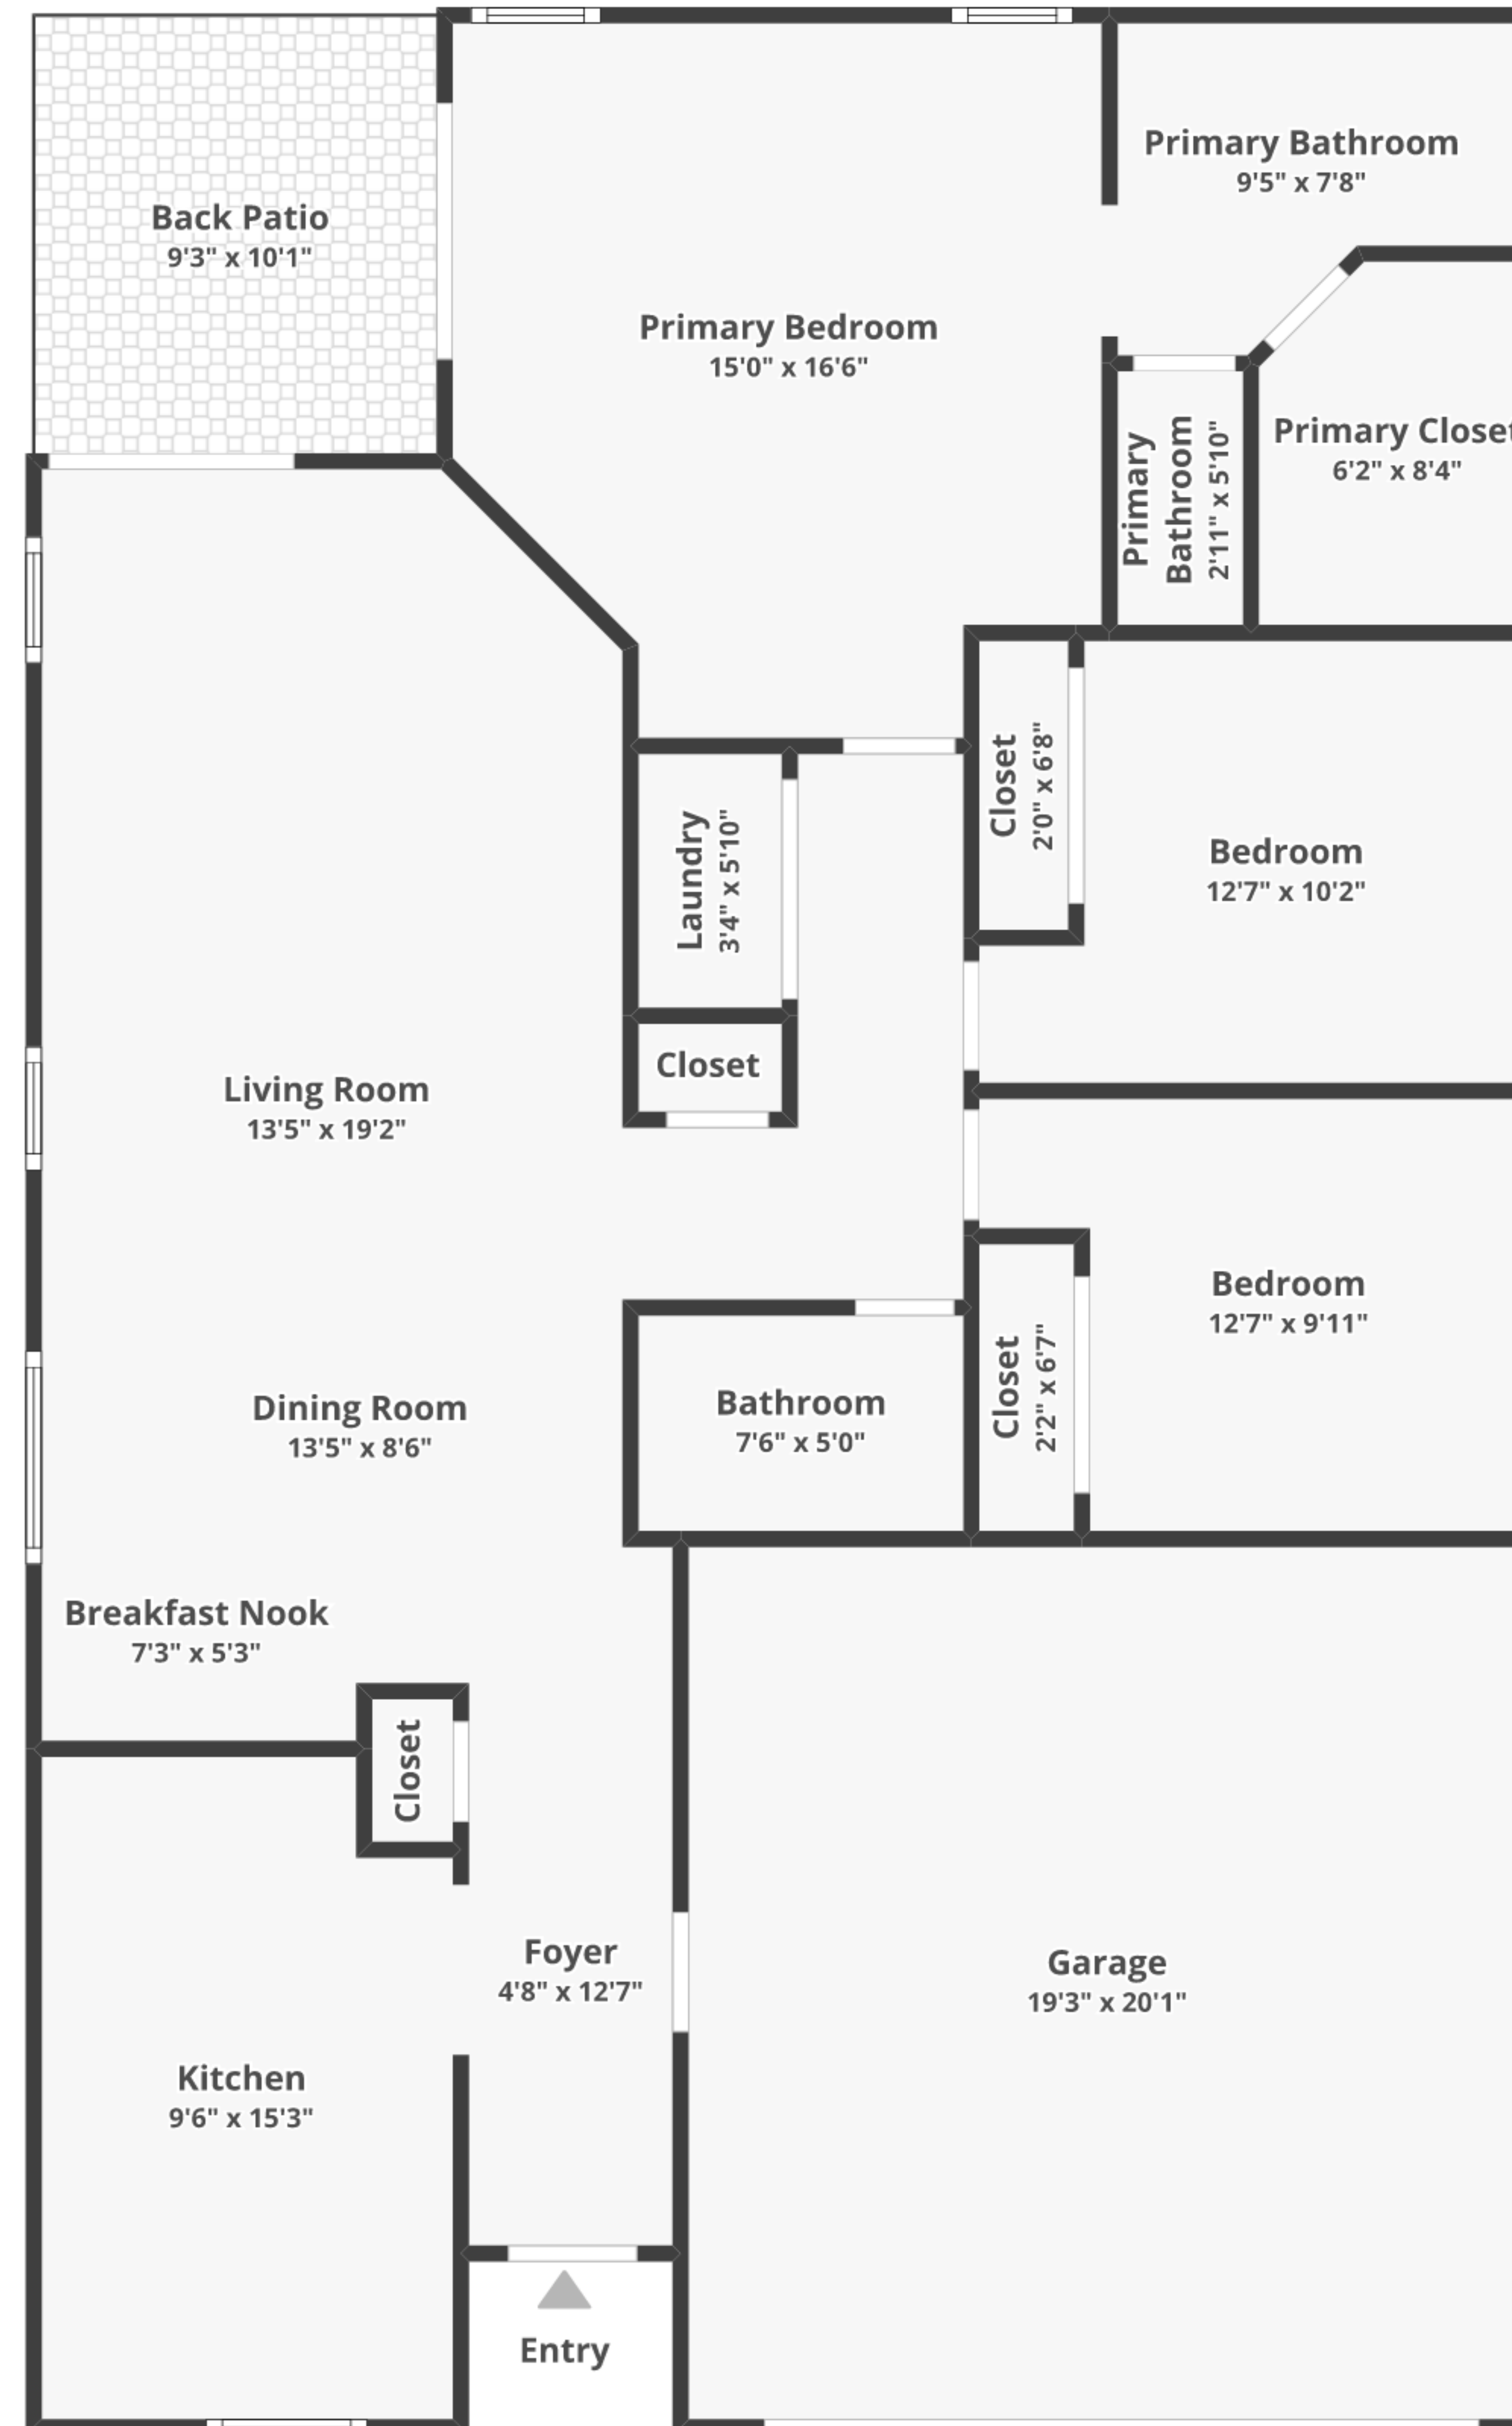 Primary Bathroom
9'5" x 7'8"
Back Patio
9'3" x 10'1"
Primary Bedroom
15'0" x 16'6"
Primary
Bathroom
2'11" x 5'10"
Primary Closet
6'2" x 8'4"
Closet
2'0" x 6'8"
Laundry
3'4" x 5'10"
Bedroom
12'7" x 10'2"
Closet
Living Room
13'5" x 19'2"
Bedroom
12'7" x 9'11"
Closet
2'2" x 6'7"
Dining Room
13'5" x 8'6"
Bathroom
7'6" x 5'0"
Breakfast Nook
7'3" x 5'3"
Closet
Foyer
4'8" x 12'7"
Garage
19'3" x 20'1"
Kitchen
9'6" x 15'3"
Entry